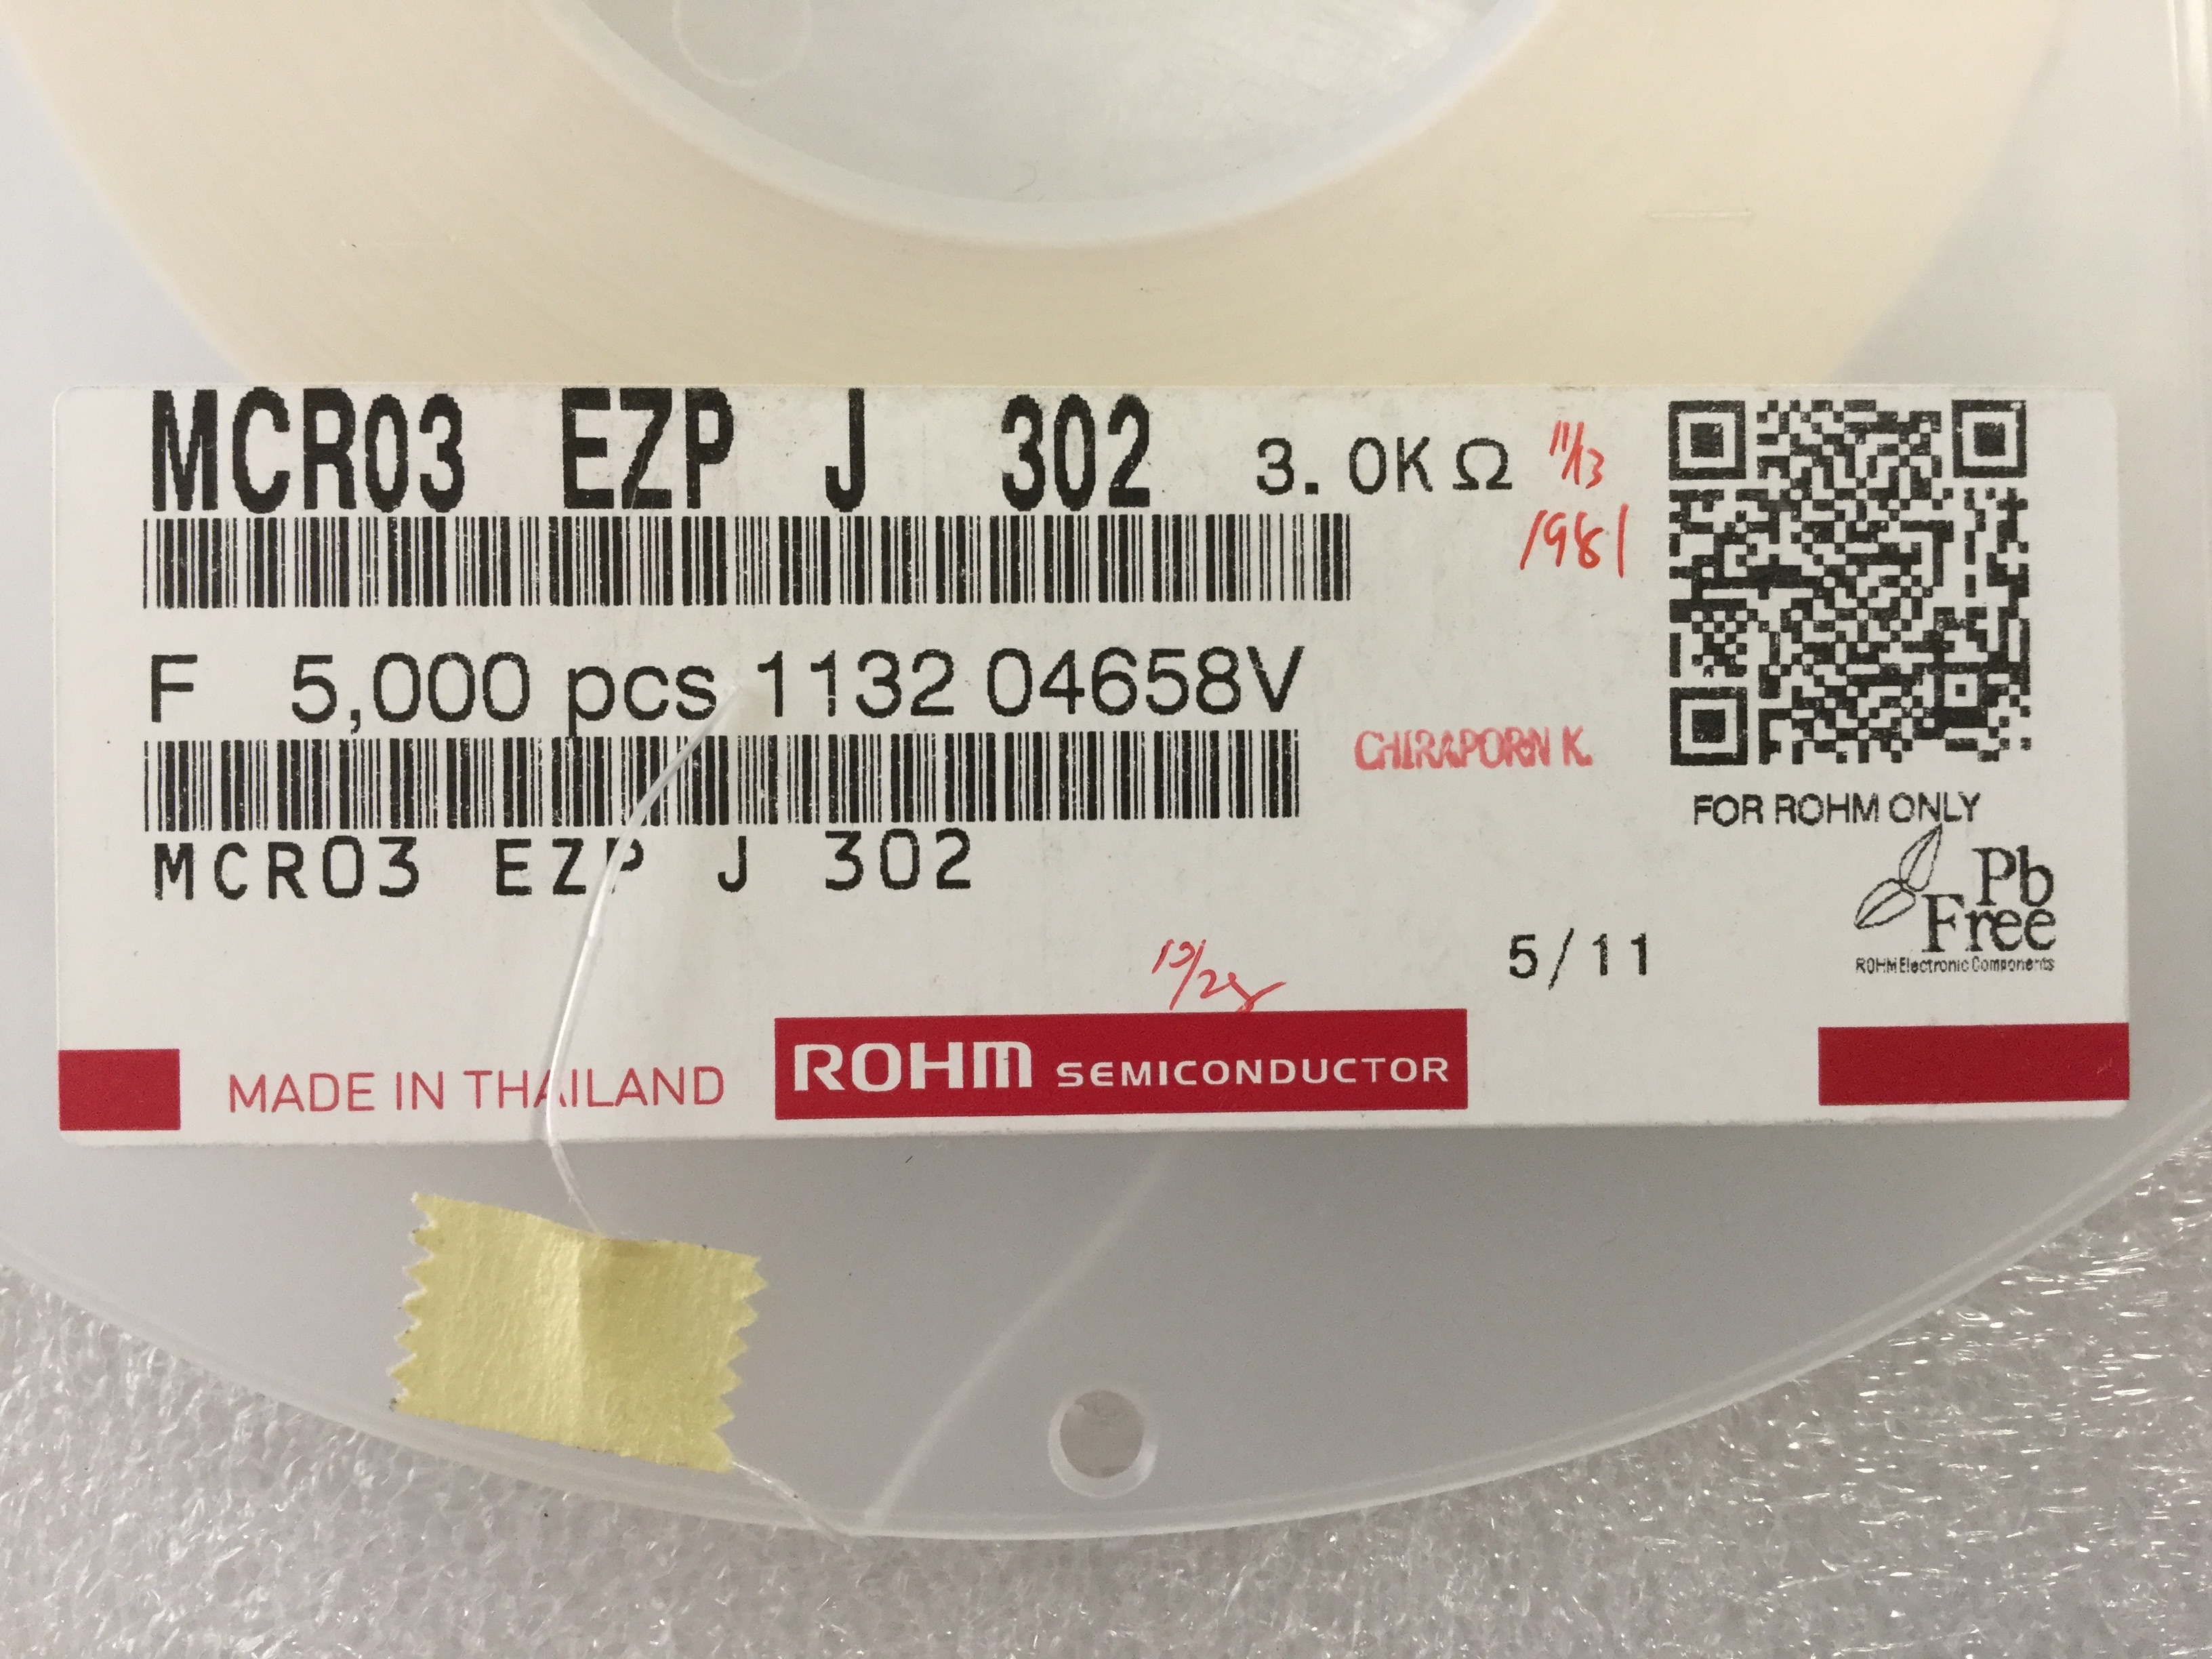 MCR03 EZP J 302 3.0KΩ 11/13
1981
F 5,000 pcs 1132 04658V
CHIRAPORN K.
MCR03 EZP J 302
FOR ROHM ONLY
Pb
Free
ROHM Electronic Components
5/11
MADE IN THAILAND
ROHM SEMICONDUCTOR